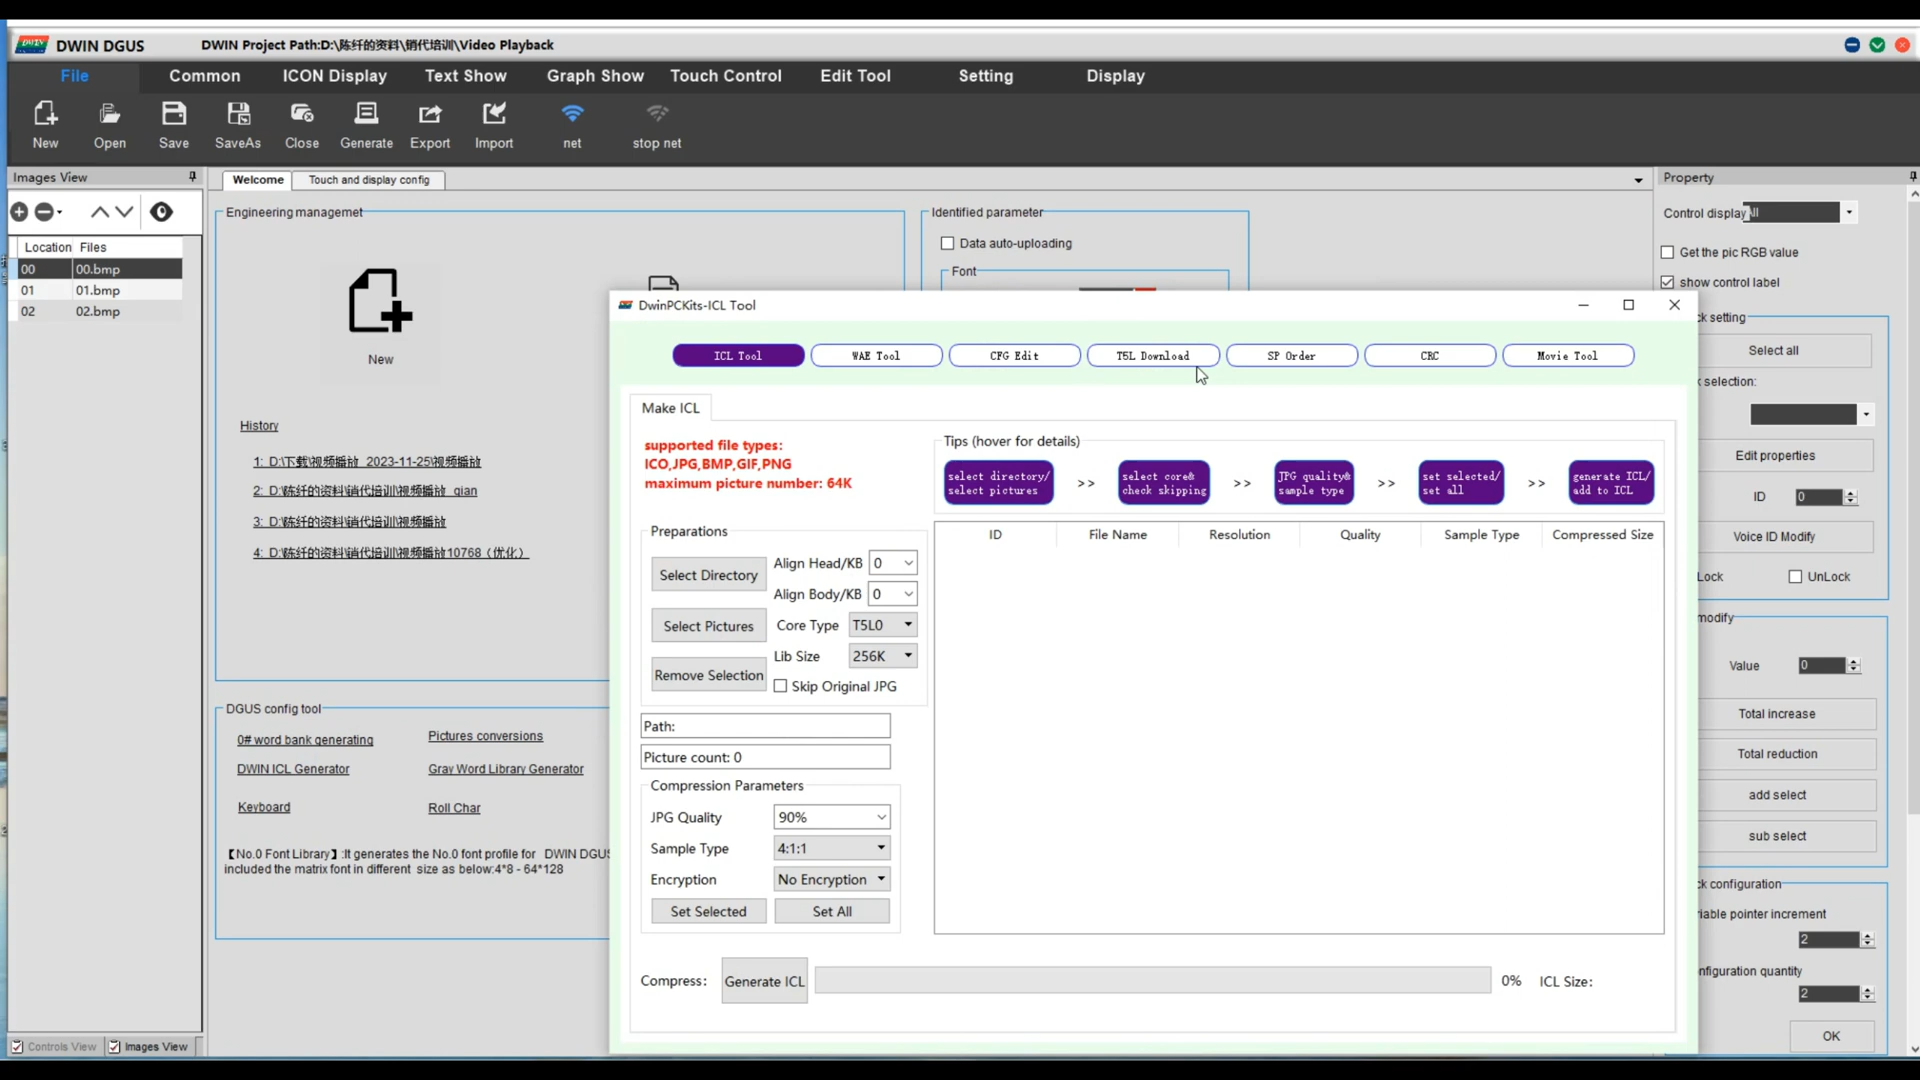 DWIN DGUS
DWIN Project Path:D:\陈纤的资料\销代培训\Video Playback
File
Common
ICON Display
Text Show
Graph Show
Touch Control
Edit Tool
Setting
Display
New
Open
Save
SaveAs
Close
Generate
Export
Import
net
stop net
Images View
Welcome
Touch and display config
Property
Engineering managemet
Identified parameter
Control display
All
Data auto-uploading
Location Files
Get the pic RGB value
00 00.bmp
Font
01 01.bmp
show control label
02 02.bmp
DwinPCKits-ICL Tool
ck setting
ICL Tool
WAE Tool
CFG Edit
T5L Download
SP Order
CRC
Movie Tool
Select all
New
selection:
Make ICL
History
supported file types:
ICO,JPG,BMP,GIF,PNG
maximum picture number: 64K
Tips (hover for details)
select directory/
select pictures
>>
select core&
check skipping
>>
JPG quality&
sample type
>>
set selected/
set all
>>
generate ICL/
add to ICL
Edit properties
1: D:\下载\视频播放_2023-11-25\视频播放
2: D:\陈纤的资料\销代培训\视频播放_qian
3: D:\陈纤的资料\销代培训\视频播放
4: D:\陈纤的资料\销代培训\视频播放10768（优化）
ID 0
Preparations
ID
File Name
Resolution
Quality
Sample Type
Compressed Size
Voice ID Modify
Select Directory
Align Head/KB 0
Align Body/KB 0
Lock
UnLock
Select Pictures
Core Type T5L0
modify
Lib Size 256K
Value 0
Remove Selection
Skip Original JPG
DGUS config tool
Total increase
Path:
0# word bank generating
Pictures conversions
Picture count: 0
Total reduction
DWIN ICL Generator
Gray Word Library Generator
Compression Parameters
add select
Keyboard
Roll Char
JPG Quality 90%
sub select
Sample Type 4:1:1
【No.0 Font Library】:It generates the No.0 font profile for DWIN DGUS
included the matrix font in different size as below:4*8 - 64*128
Encryption No Encryption
ck configuration
Set Selected
Set All
riable pointer increment
2
Compress:
Generate ICL
0%
ICL Size:
nfiguration quantity
2
OK
Controls View
Images View